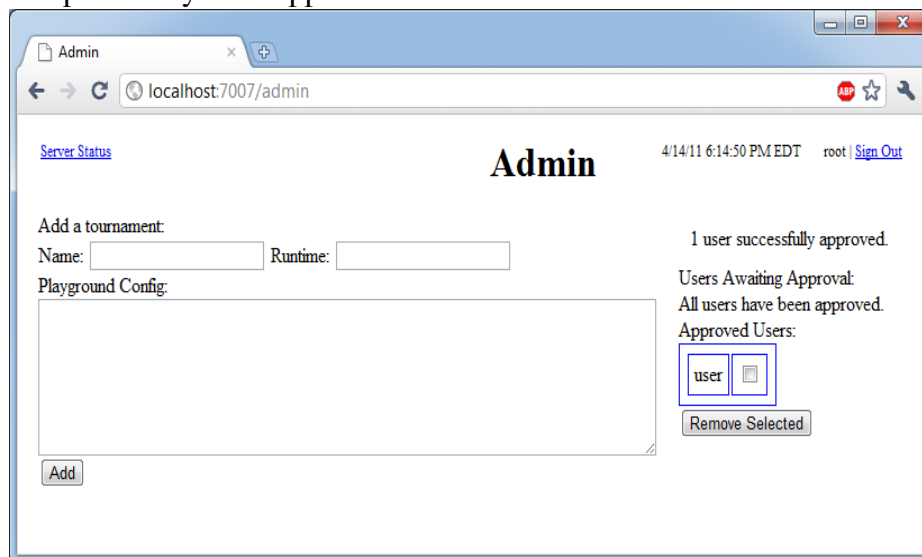 Admin
localhost:7007/admin
ABP
Server Status
Admin
4/14/11 6:14:50 PM EDT root | Sign Out
Add a tournament:
Name:
Runtime:
Playground Config:
Add
1 user successfully approved.
Users Awaiting Approval:
All users have been approved.
Approved Users:
user
Remove Selected